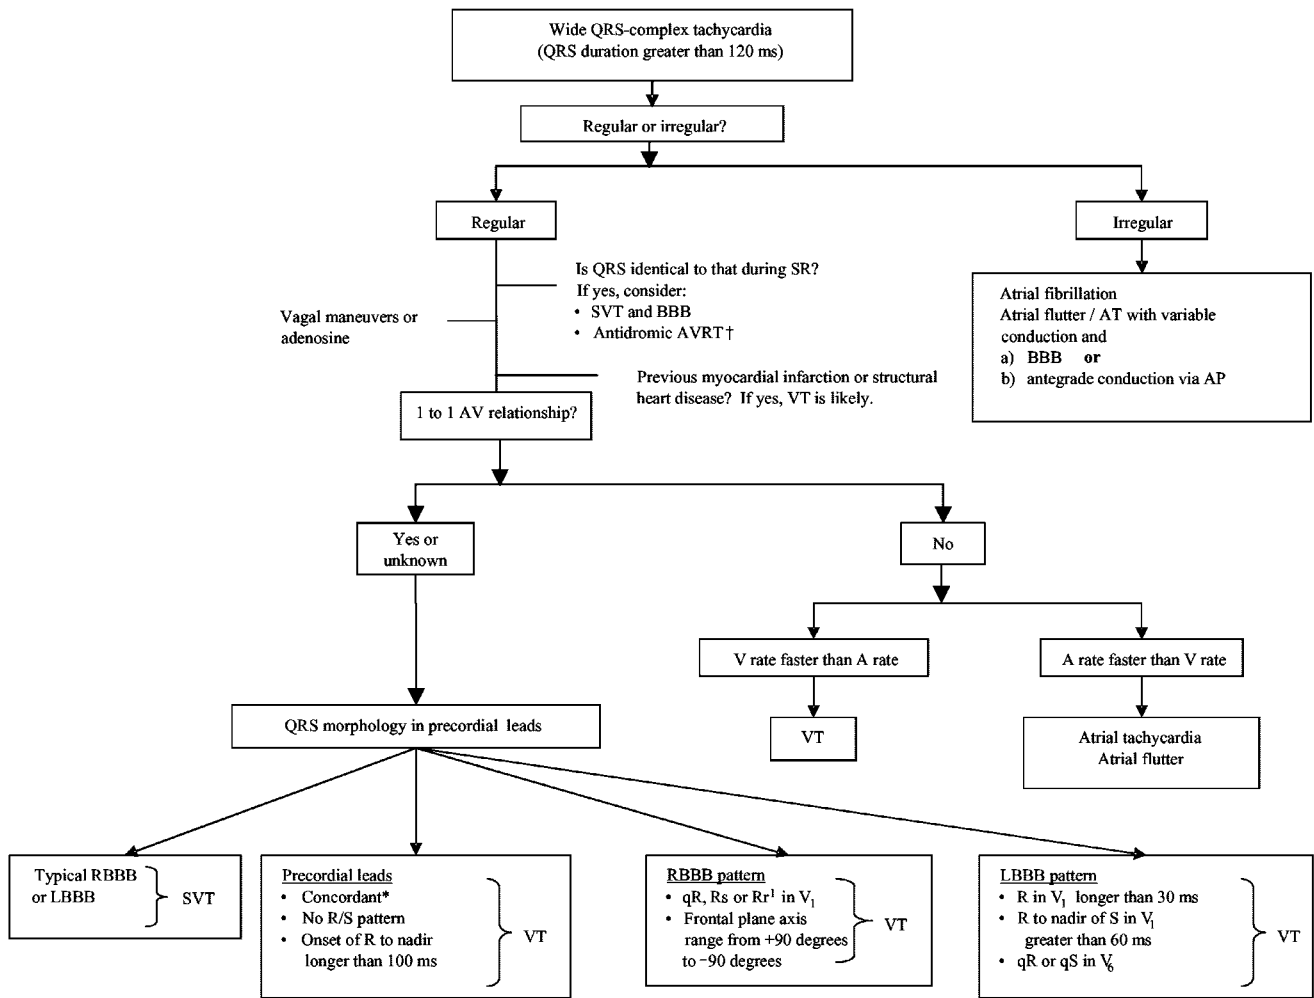 Wide QRS-complex tachycardia
(QRS duration greater than 120 ms)
Regular or irregular?
Regular
Irregular
Is QRS identical to that during SR?
If yes, consider:
• SVT and BBB
• Antidromic AVRT †
Vagal maneuvers or
adenosine
Previous myocardial infarction or structural
heart disease? If yes, VT is likely.
Atrial fibrillation
Atrial flutter / AT with variable
conduction and
a) BBB or
b) antegrade conduction via AP
1 to 1 AV relationship?
Yes or
unknown
No
V rate faster than A rate
A rate faster than V rate
QRS morphology in precordial leads
VT
Atrial tachycardia
Atrial flutter
Typical RBBB
or LBBB
SVT
Precordial leads
• Concordant*
• No R/S pattern
• Onset of R to nadir
longer than 100 ms
VT
RBBB pattern
• qR, Rs or Rr¹ in V₁
• Frontal plane axis
range from +90 degrees
to −90 degrees
VT
LBBB pattern
• R in V₁ longer than 30 ms
• R to nadir of S in V₁
greater than 60 ms
• qR or qS in V₆
VT